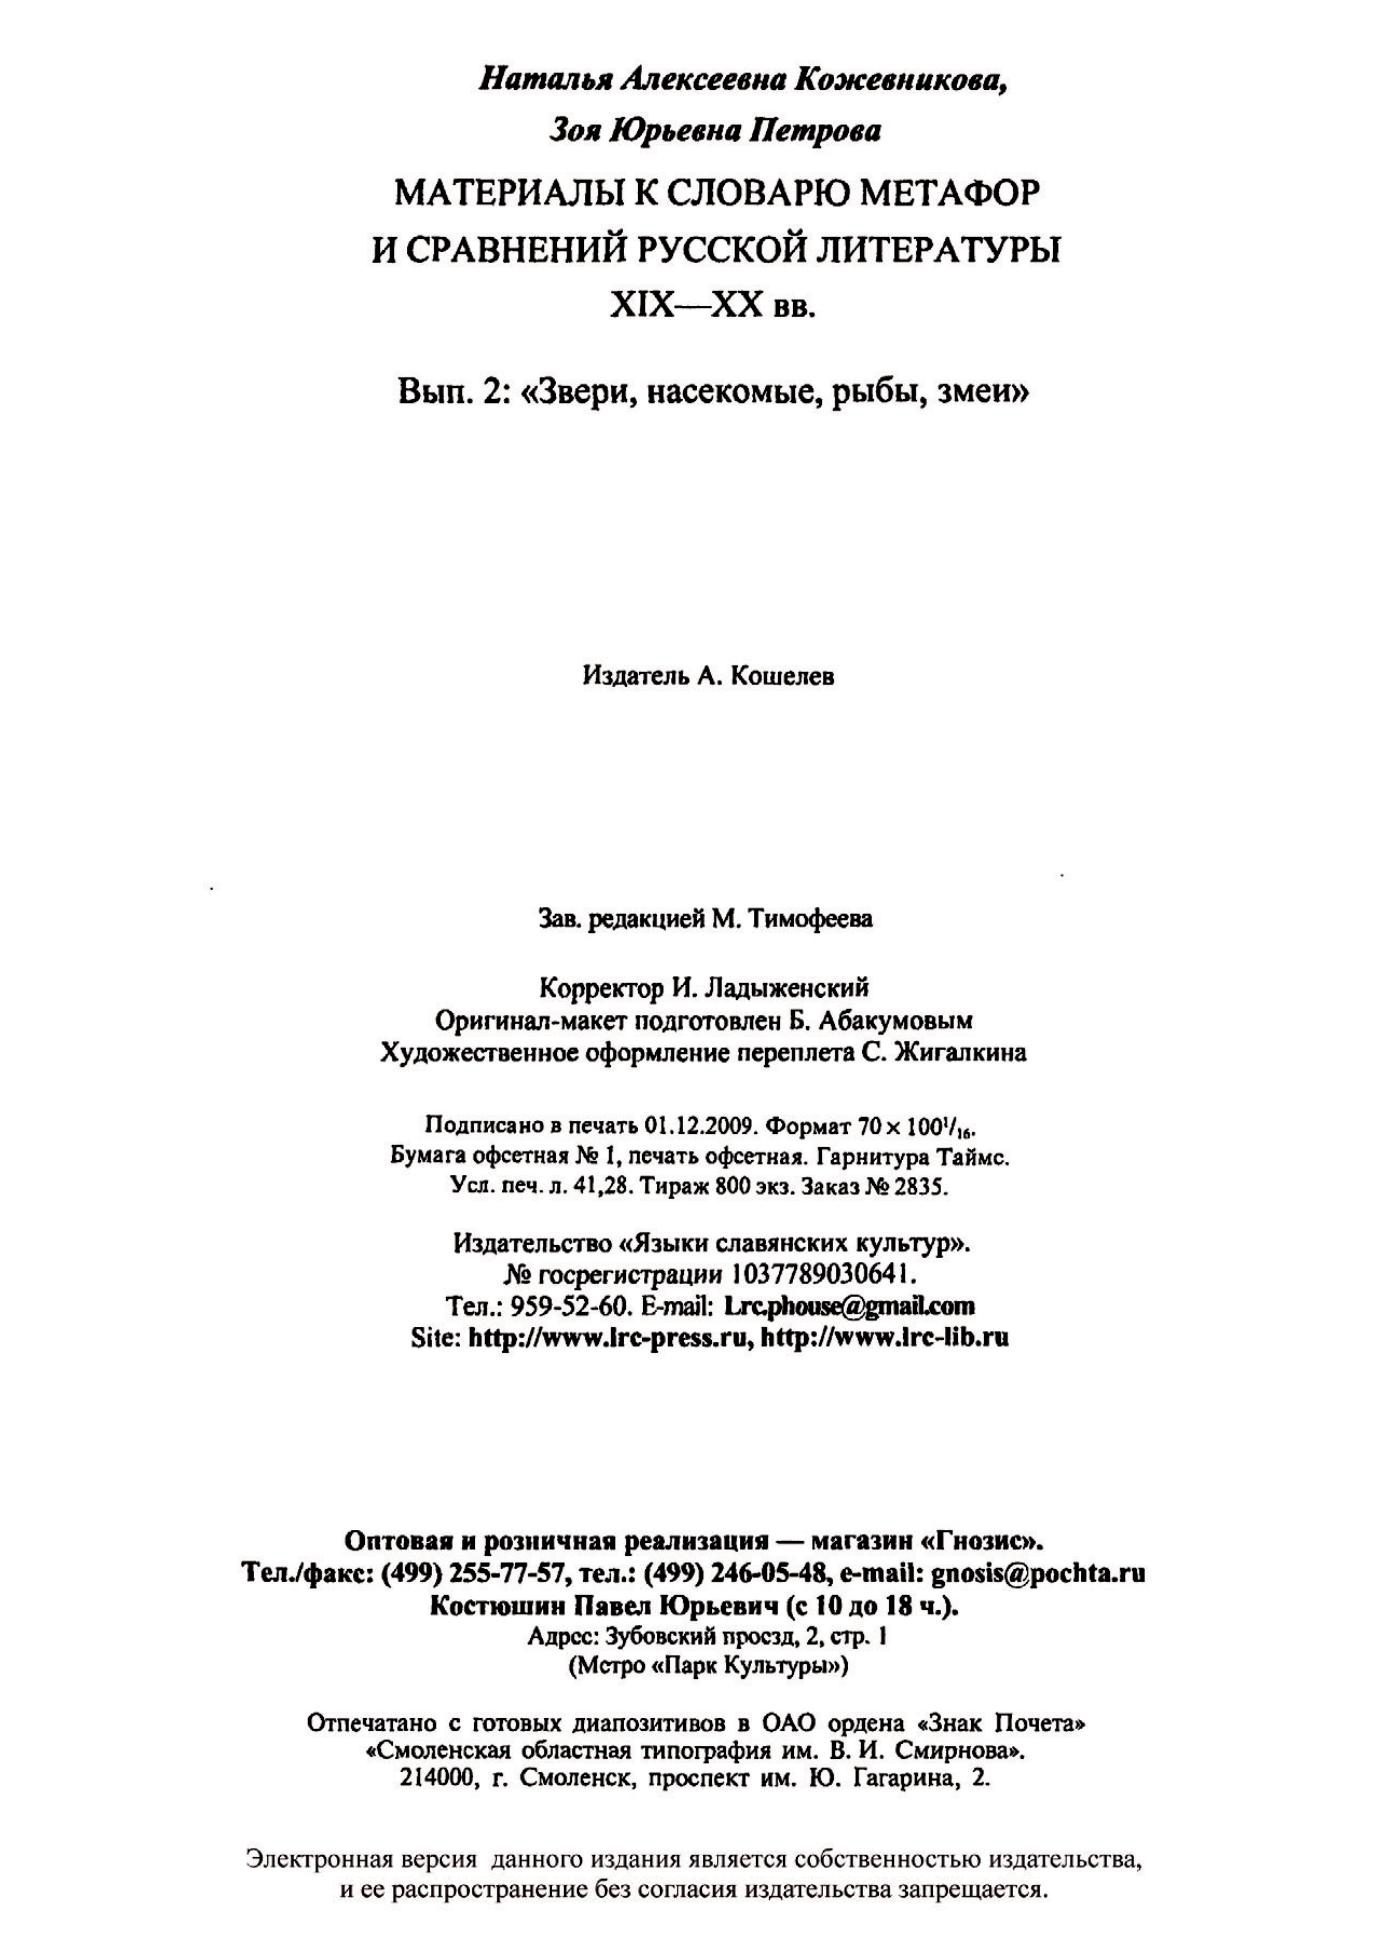 Наталья Алексеевна Кожевникова,
Зоя Юрьевна Петрова
МАТЕРИАЛЫ К СЛОВАРЮ МЕТАФОР
И СРАВНЕНИЙ РУССКОЙ ЛИТЕРАТУРЫ
XIX—XX вв.
Вып. 2: «Звери, насекомые, рыбы, змеи»
Издатель А. Кошелев
Зав. редакцией М. Тимофеева
Корректор И. Ладыженский
Оригинал-макет подготовлен Б. Абакумовым
Художественное оформление переплета С. Жигалкина
Подписано в печать 01.12.2009. Формат 70 × 100¹/₁₆.
Бумага офсетная № 1, печать офсетная. Гарнитура Таймс.
Усл. печ. л. 41,28. Тираж 800 экз. Заказ № 2835.
Издательство «Языки славянских культур».
№ госрегистрации 1037789030641.
Тел.: 959-52-60. E-mail: Lrc.phouse@gmail.com
Site: http://www.lrc-press.ru, http://www.lrc-lib.ru
Оптовая и розничная реализация — магазин «Гнозис».
Тел./факс: (499) 255-77-57, тел.: (499) 246-05-48, e-mail: gnosis@pochta.ru
Костюшин Павел Юрьевич (с 10 до 18 ч.).
Адрес: Зубовский проезд, 2, стр. 1
(Метро «Парк Культуры»)
Отпечатано с готовых диапозитивов в ОАО ордена «Знак Почета»
«Смоленская областная типография им. В. И. Смирнова».
214000, г. Смоленск, проспект им. Ю. Гагарина, 2.
Электронная версия данного издания является собственностью издательства,
и ее распространение без согласия издательства запрещается.